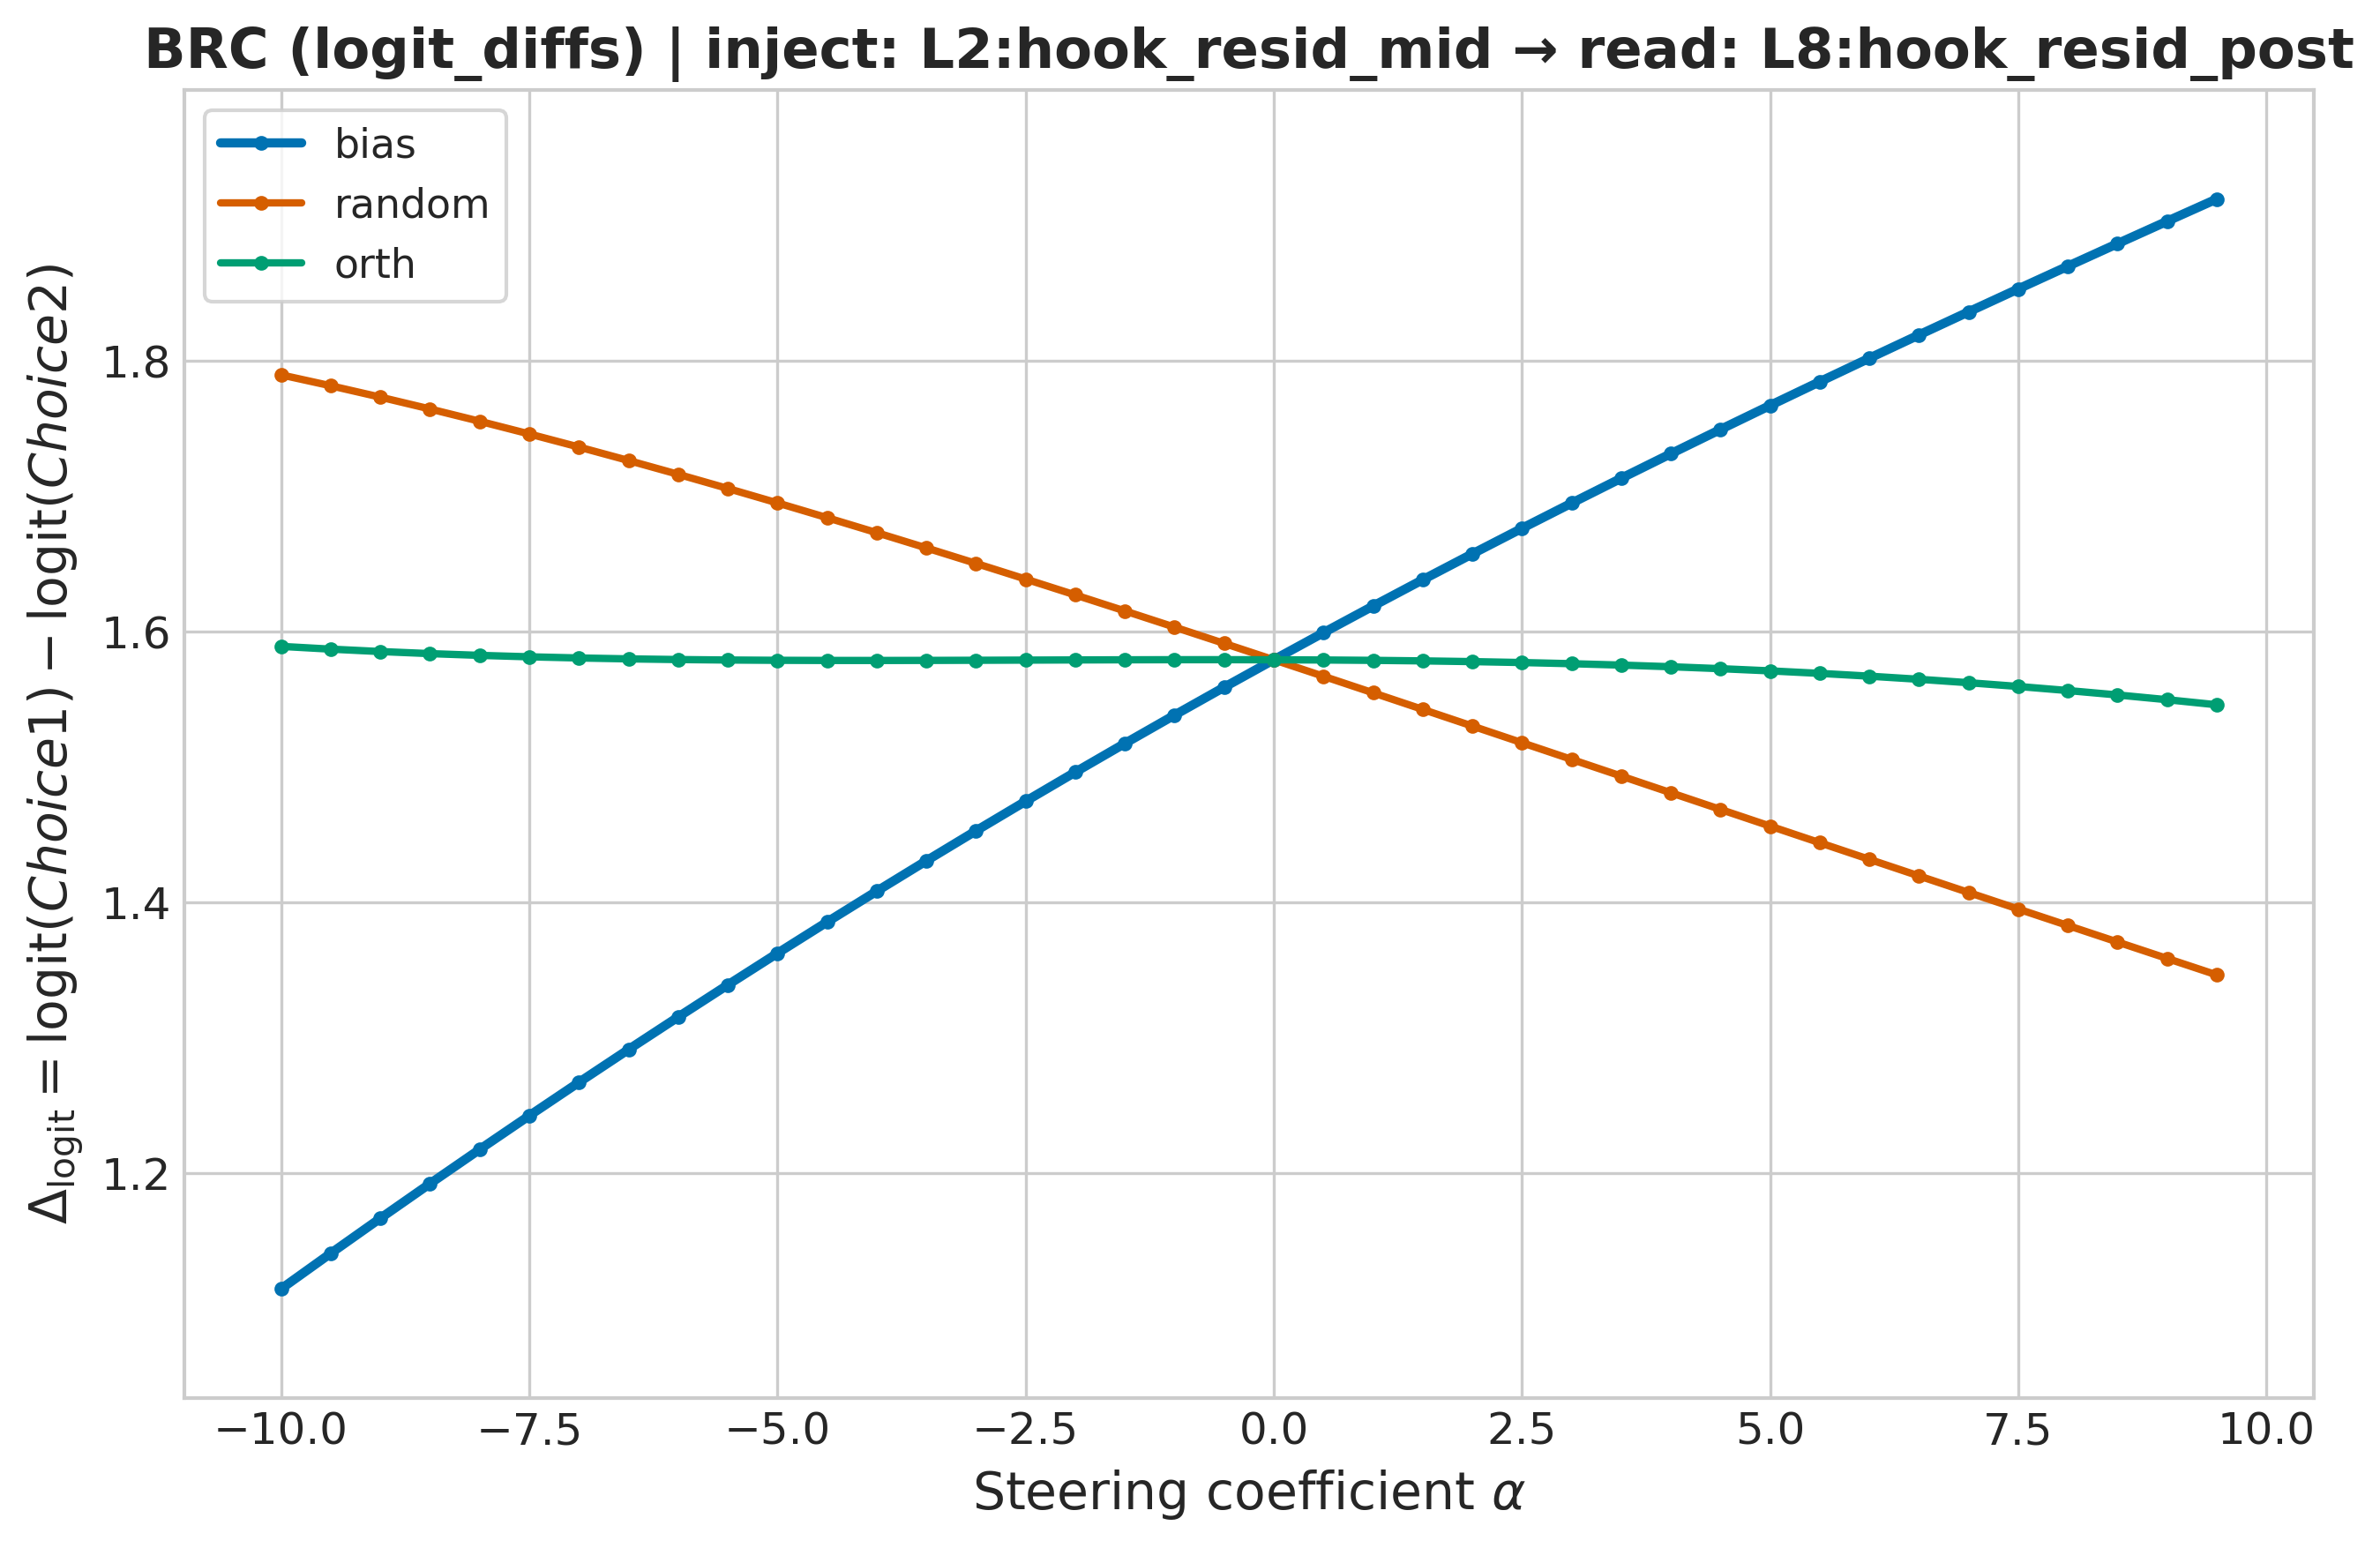 BRC (logit_diffs) | inject: L2:hook_resid_mid → read: L8:hook_resid_post
bias
random
orth
Δlogit = logit(Choice1) − logit(Choice2)
1.8
1.6
1.4
1.2
−10.0 −7.5 −5.0 −2.5 0.0 2.5 5.0 7.5 10.0
Steering coefficient α